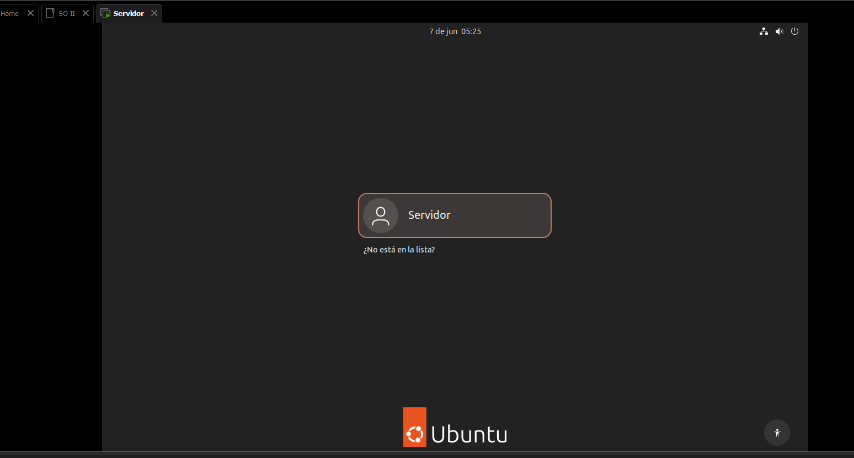 Home
SO II
Servidor
7 de jun 05:25
Servidor
¿No está en la lista?
Ubuntu